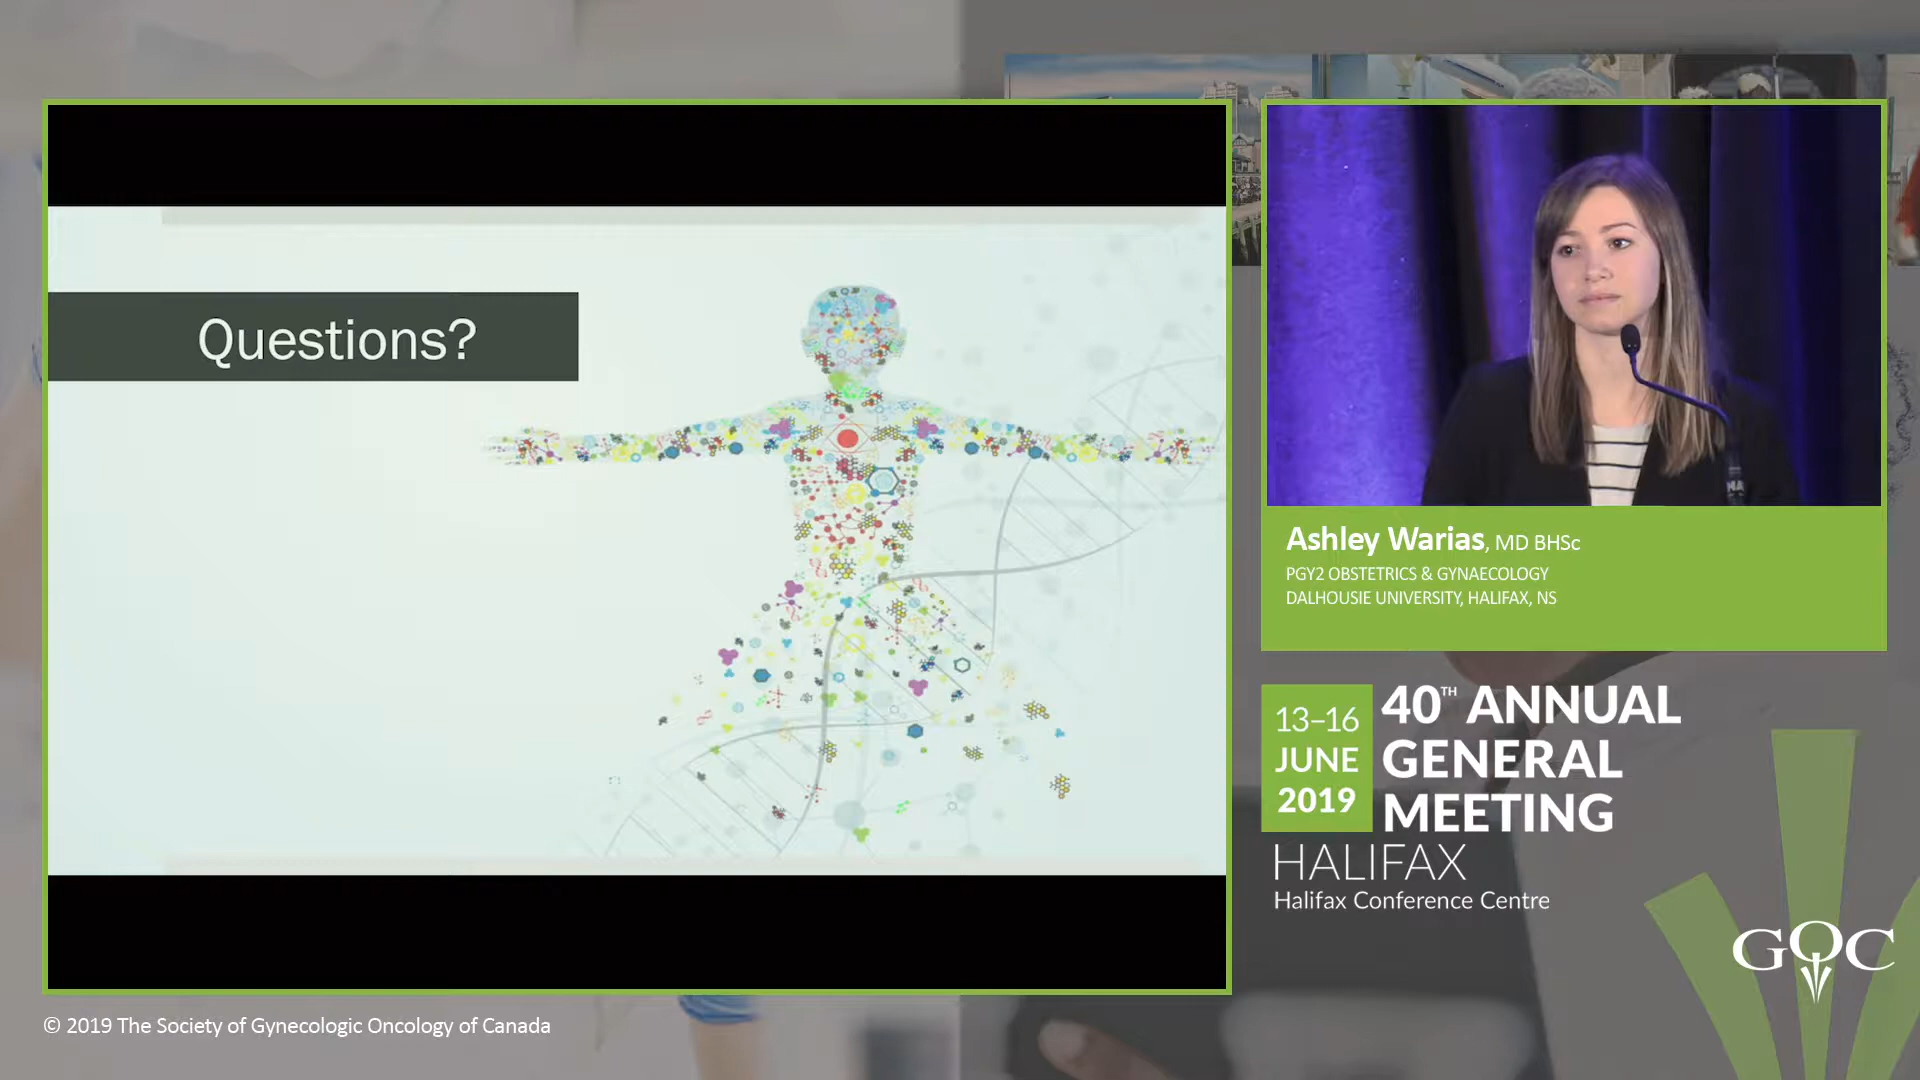 Questions?
Ashley Warias, MD BHSc
PGY2 OBSTETRICS & GYNAECOLOGY
DALHOUSIE UNIVERSITY, HALIFAX, NS
13–16
JUNE
2019
40TH ANNUAL
GENERAL
MEETING
HALIFAX
Halifax Conference Centre
GOC
© 2019 The Society of Gynecologic Oncology of Canada